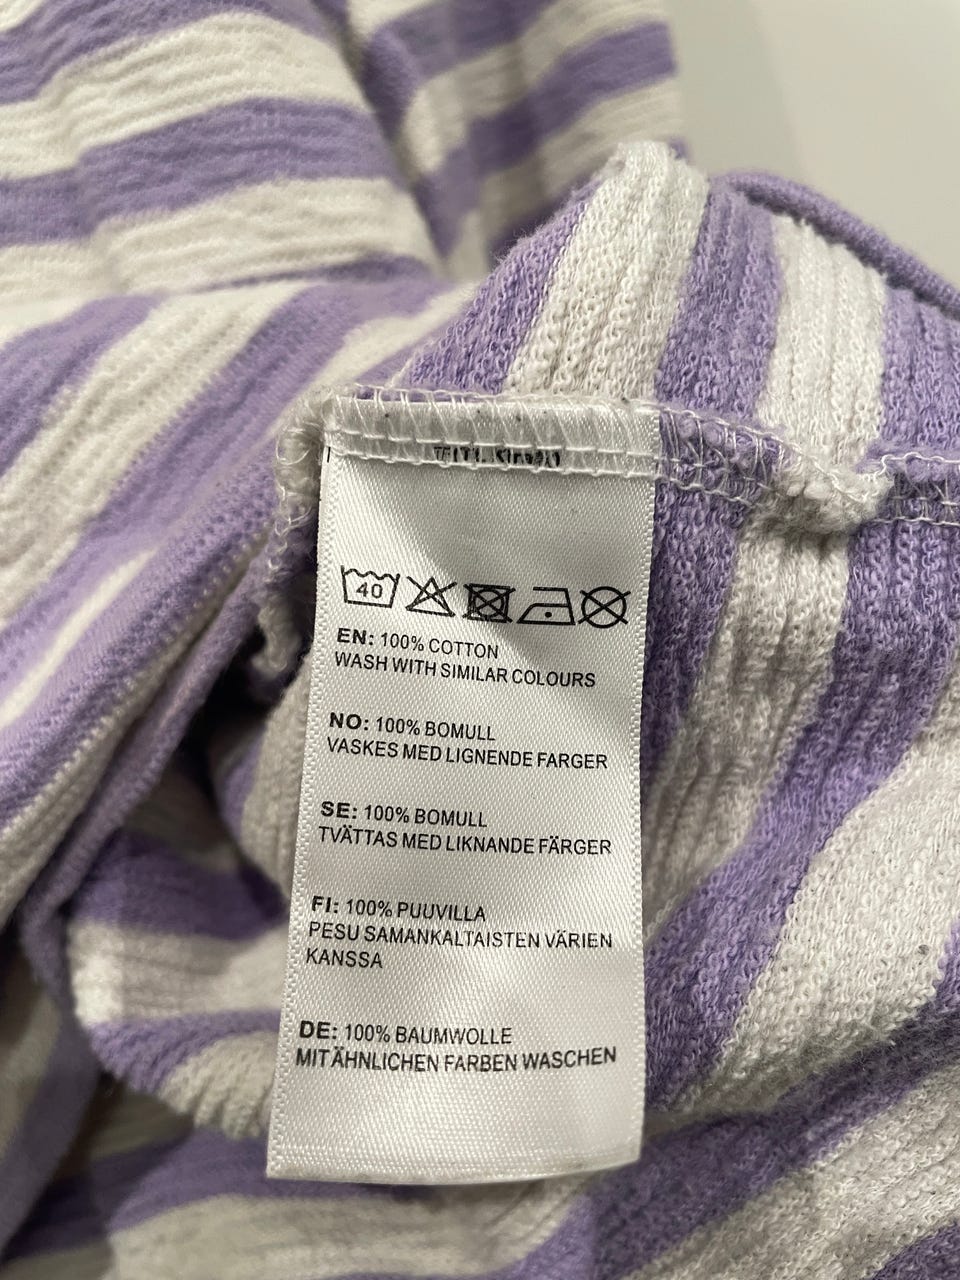 40
EN: 100% COTTON
WASH WITH SIMILAR COLOURS
NO: 100% BOMULL
VASKES MED LIGNENDE FARGER
SE: 100% BOMULL
TVÄTTAS MED LIKNANDE FÄRGER
FI: 100% PUUVILLA
PESU SAMANKALTAISTEN VÄRIEN
KANSSA
DE: 100% BAUMWOLLE
MIT ÄHNLICHEN FARBEN WASCHEN